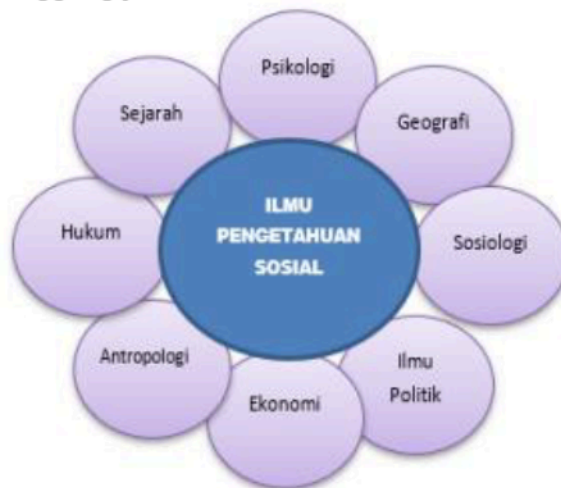 Psikologi
Sejarah
Geografi
ILMU
PENGETAHUAN
SOSIAL
Hukum
Sosiologi
Antropologi
Ilmu
Politik
Ekonomi